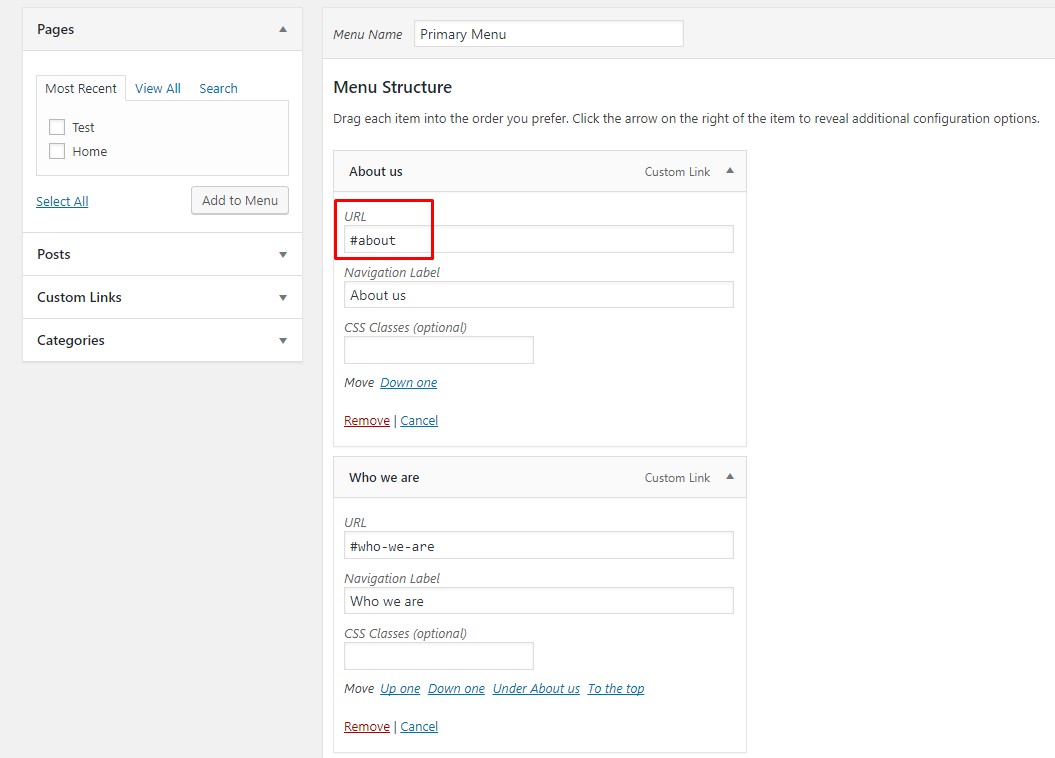 Pages
Most Recent View All Search
Test
Home
Select All Add to Menu
Posts
Custom Links
Categories
Menu Name Primary Menu
Menu Structure
Drag each item into the order you prefer. Click the arrow on the right of the item to reveal additional configuration options.
About us Custom Link
URL
#about
Navigation Label
About us
CSS Classes (optional)
Move Down one
Remove | Cancel
Who we are Custom Link
URL
#who-we-are
Navigation Label
Who we are
CSS Classes (optional)
Move Up one Down one Under About us To the top
Remove | Cancel